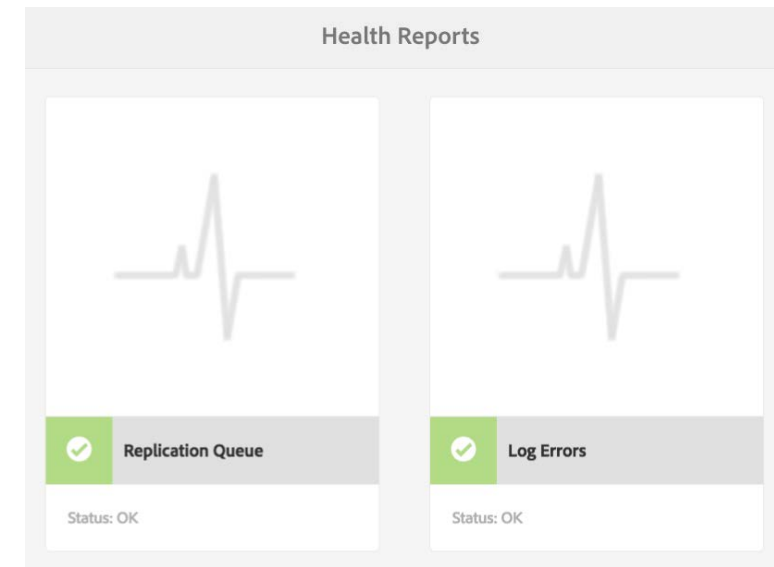 Health Reports
Replication Queue
Log Errors
Status: OK
Status: OK